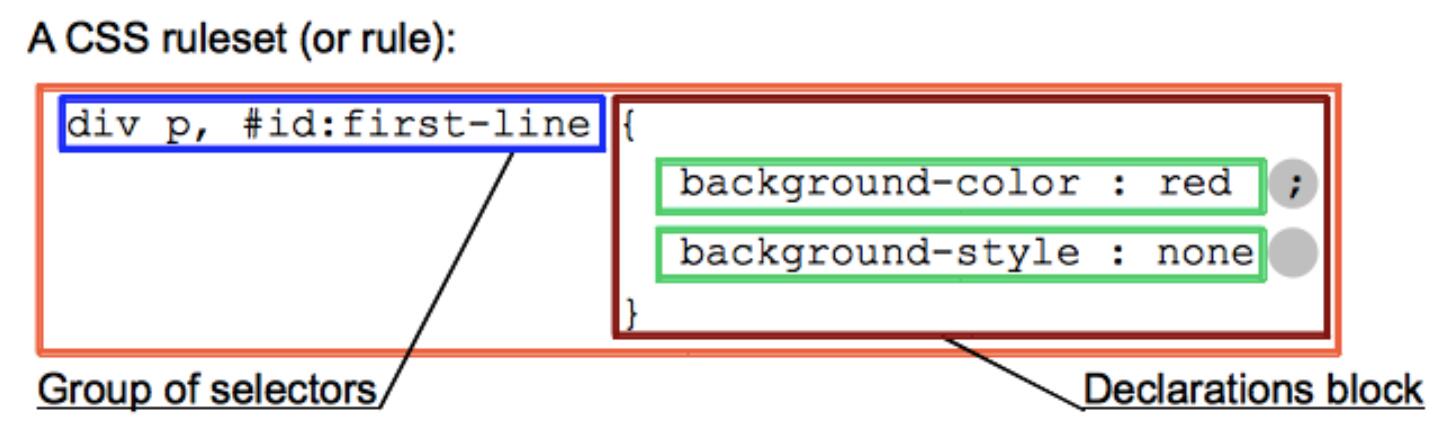 A CSS ruleset (or rule):
div p, #id:first-line {
background-color : red ;
background-style : none
}
Group of selectors
Declarations block